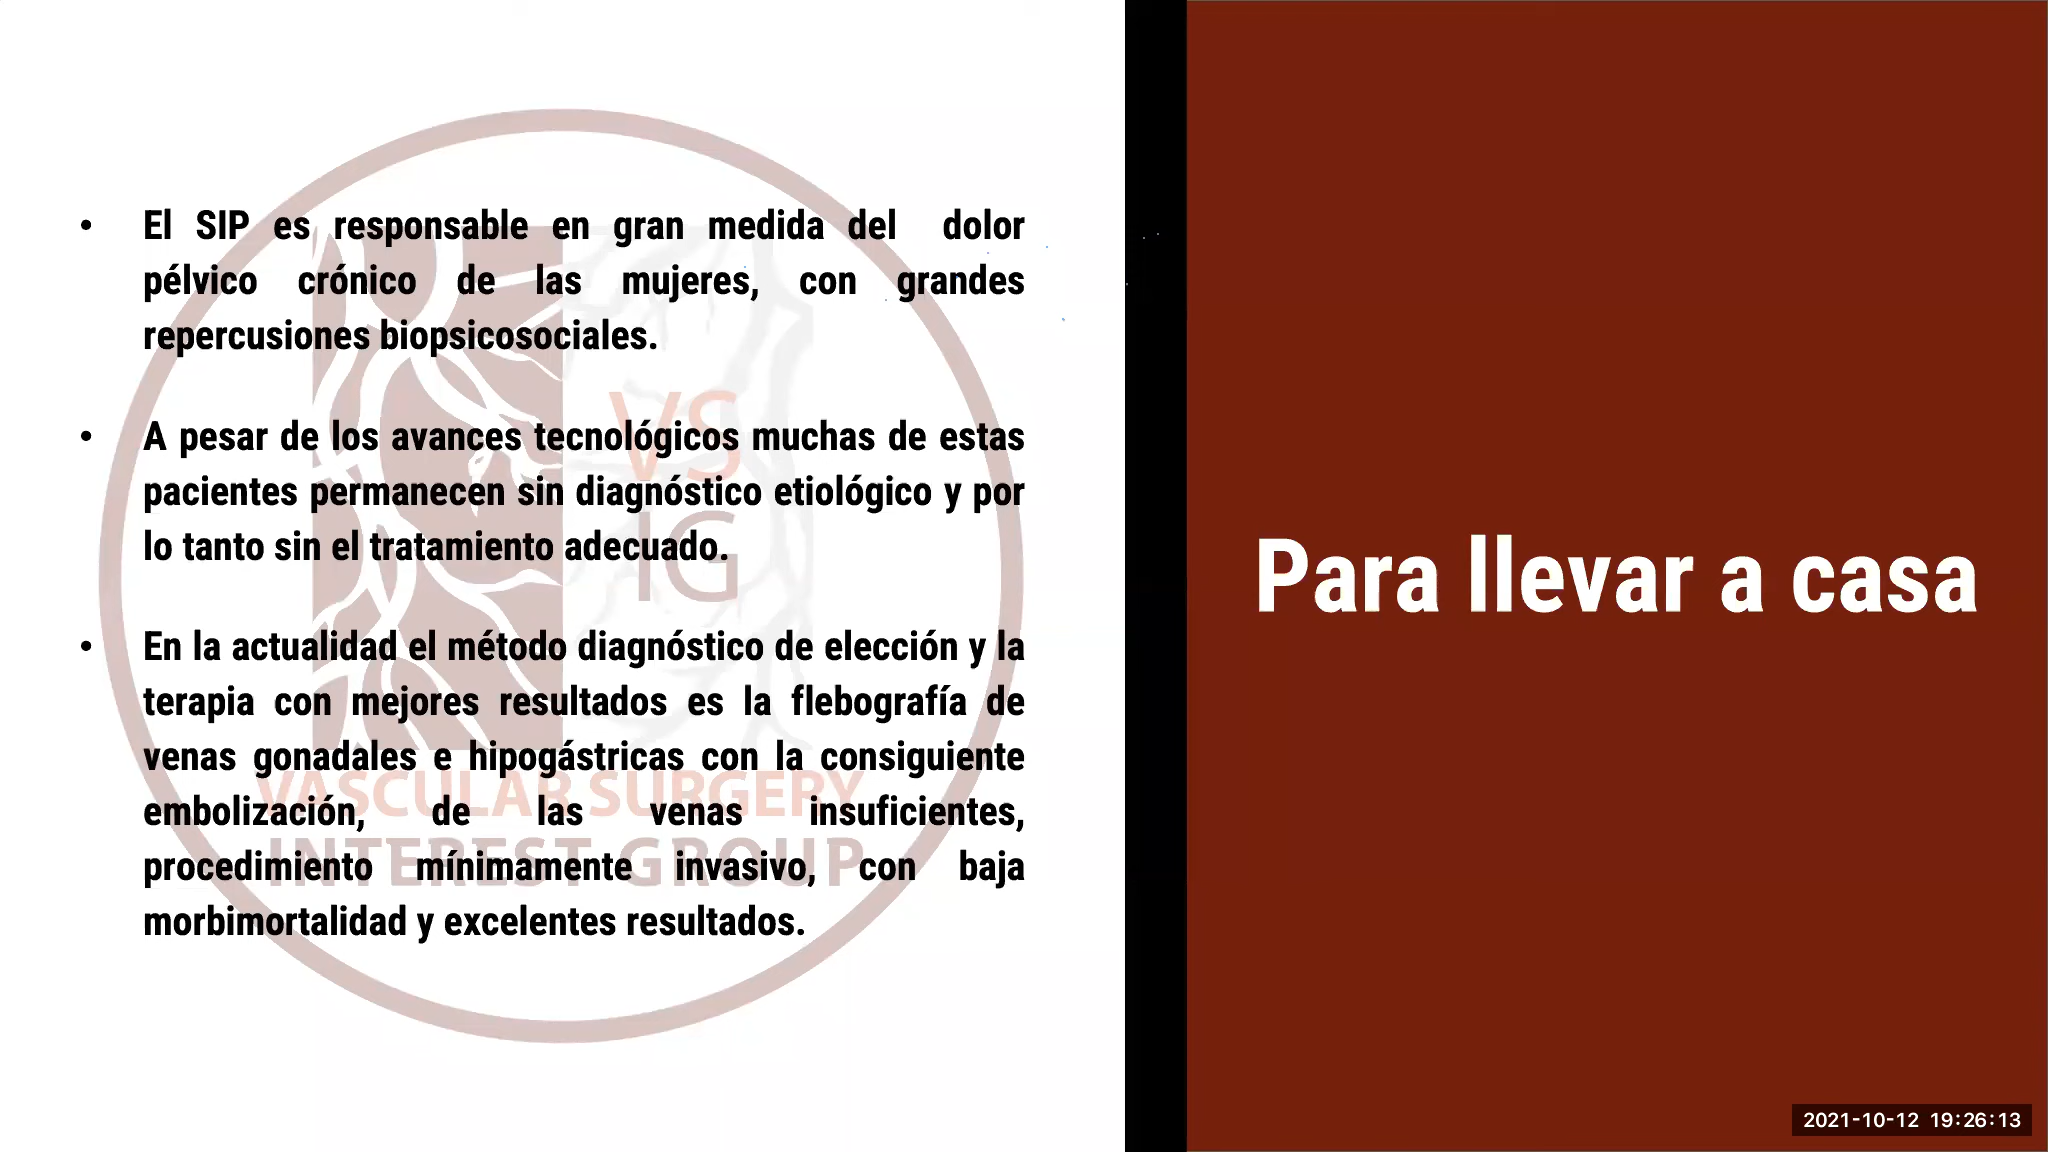 El SIP es responsable en gran medida del dolor
pélvico crónico de las mujeres, con grandes
repercusiones biopsicosociales.
A pesar de los avances tecnológicos muchas de estas
pacientes permanecen sin diagnóstico etiológico y por
lo tanto sin el tratamiento adecuado.
En la actualidad el método diagnóstico de elección y la
terapia con mejores resultados es la flebografía de
venas gonadales e hipogástricas con la consiguiente
embolización, de las venas insuficientes,
procedimiento mínimamente invasivo, con baja
morbimortalidad y excelentes resultados.
VS
IG
VASCULAR SURGERY
INTEREST GROUP
Para llevar a casa
2021-10-12 19:26:13